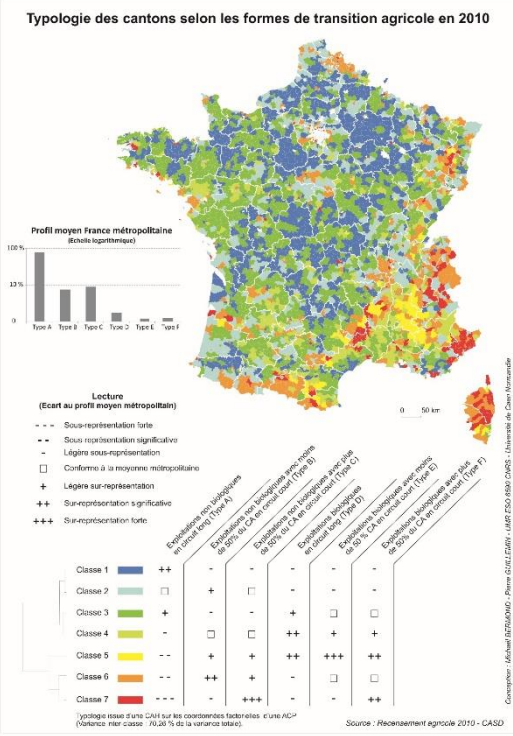 Typologie des cantons selon les formes de transition agricole en 2010
Profil moyen France métropolitaine
(Echelle logarithmique)
100 %
0
Type A Type B Type C Type D Type E Type F
Lecture
(Ecart au profil moyen métropolitain)
- - - Sous-représentation forte
- - Sous représentation significative
- Légère sous-représentation
□ Conforme à la moyenne métropolitaine
+ Légère sur-représentation
++ Sur-représentation significative
+++ Sur-représentation forte
0 50 km
Exploitations non biologiques
en circuit long (Type A)
Exploitations non biologiques avec moins
de 50% du CA en circuit court (Type B)
Exploitations non biologiques avec plus
de 50% du CA en circuit court (Type C)
Exploitations biologiques
en circuit long (Type D)
Exploitations biologiques avec moins
de 50 % du CA en circuit court (Type E)
Exploitations biologiques avec plus
de 50% du CA en circuit court (Type F)
Classe 1 ++ - - - - -
Classe 2 □ + □ - - -
Classe 3 + - - + □ □
Classe 4 - □ □ ++ + +
Classe 5 - - + + ++ +++ ++
Classe 6 - - ++ + - □ □
Classe 7 - - - - +++ - - ++
Typologie issue d'une CAH sur les coordonnées factorielles d'une ACP
(Variance inter classe : 70,26 % de la variance totale).
Source : Recensement agricole 2010 - CASD
Conception : Michaël BERMOND - Pierre GUILLEMIN - UMR ESO 6590 CNRS - Université de Caen Normandie